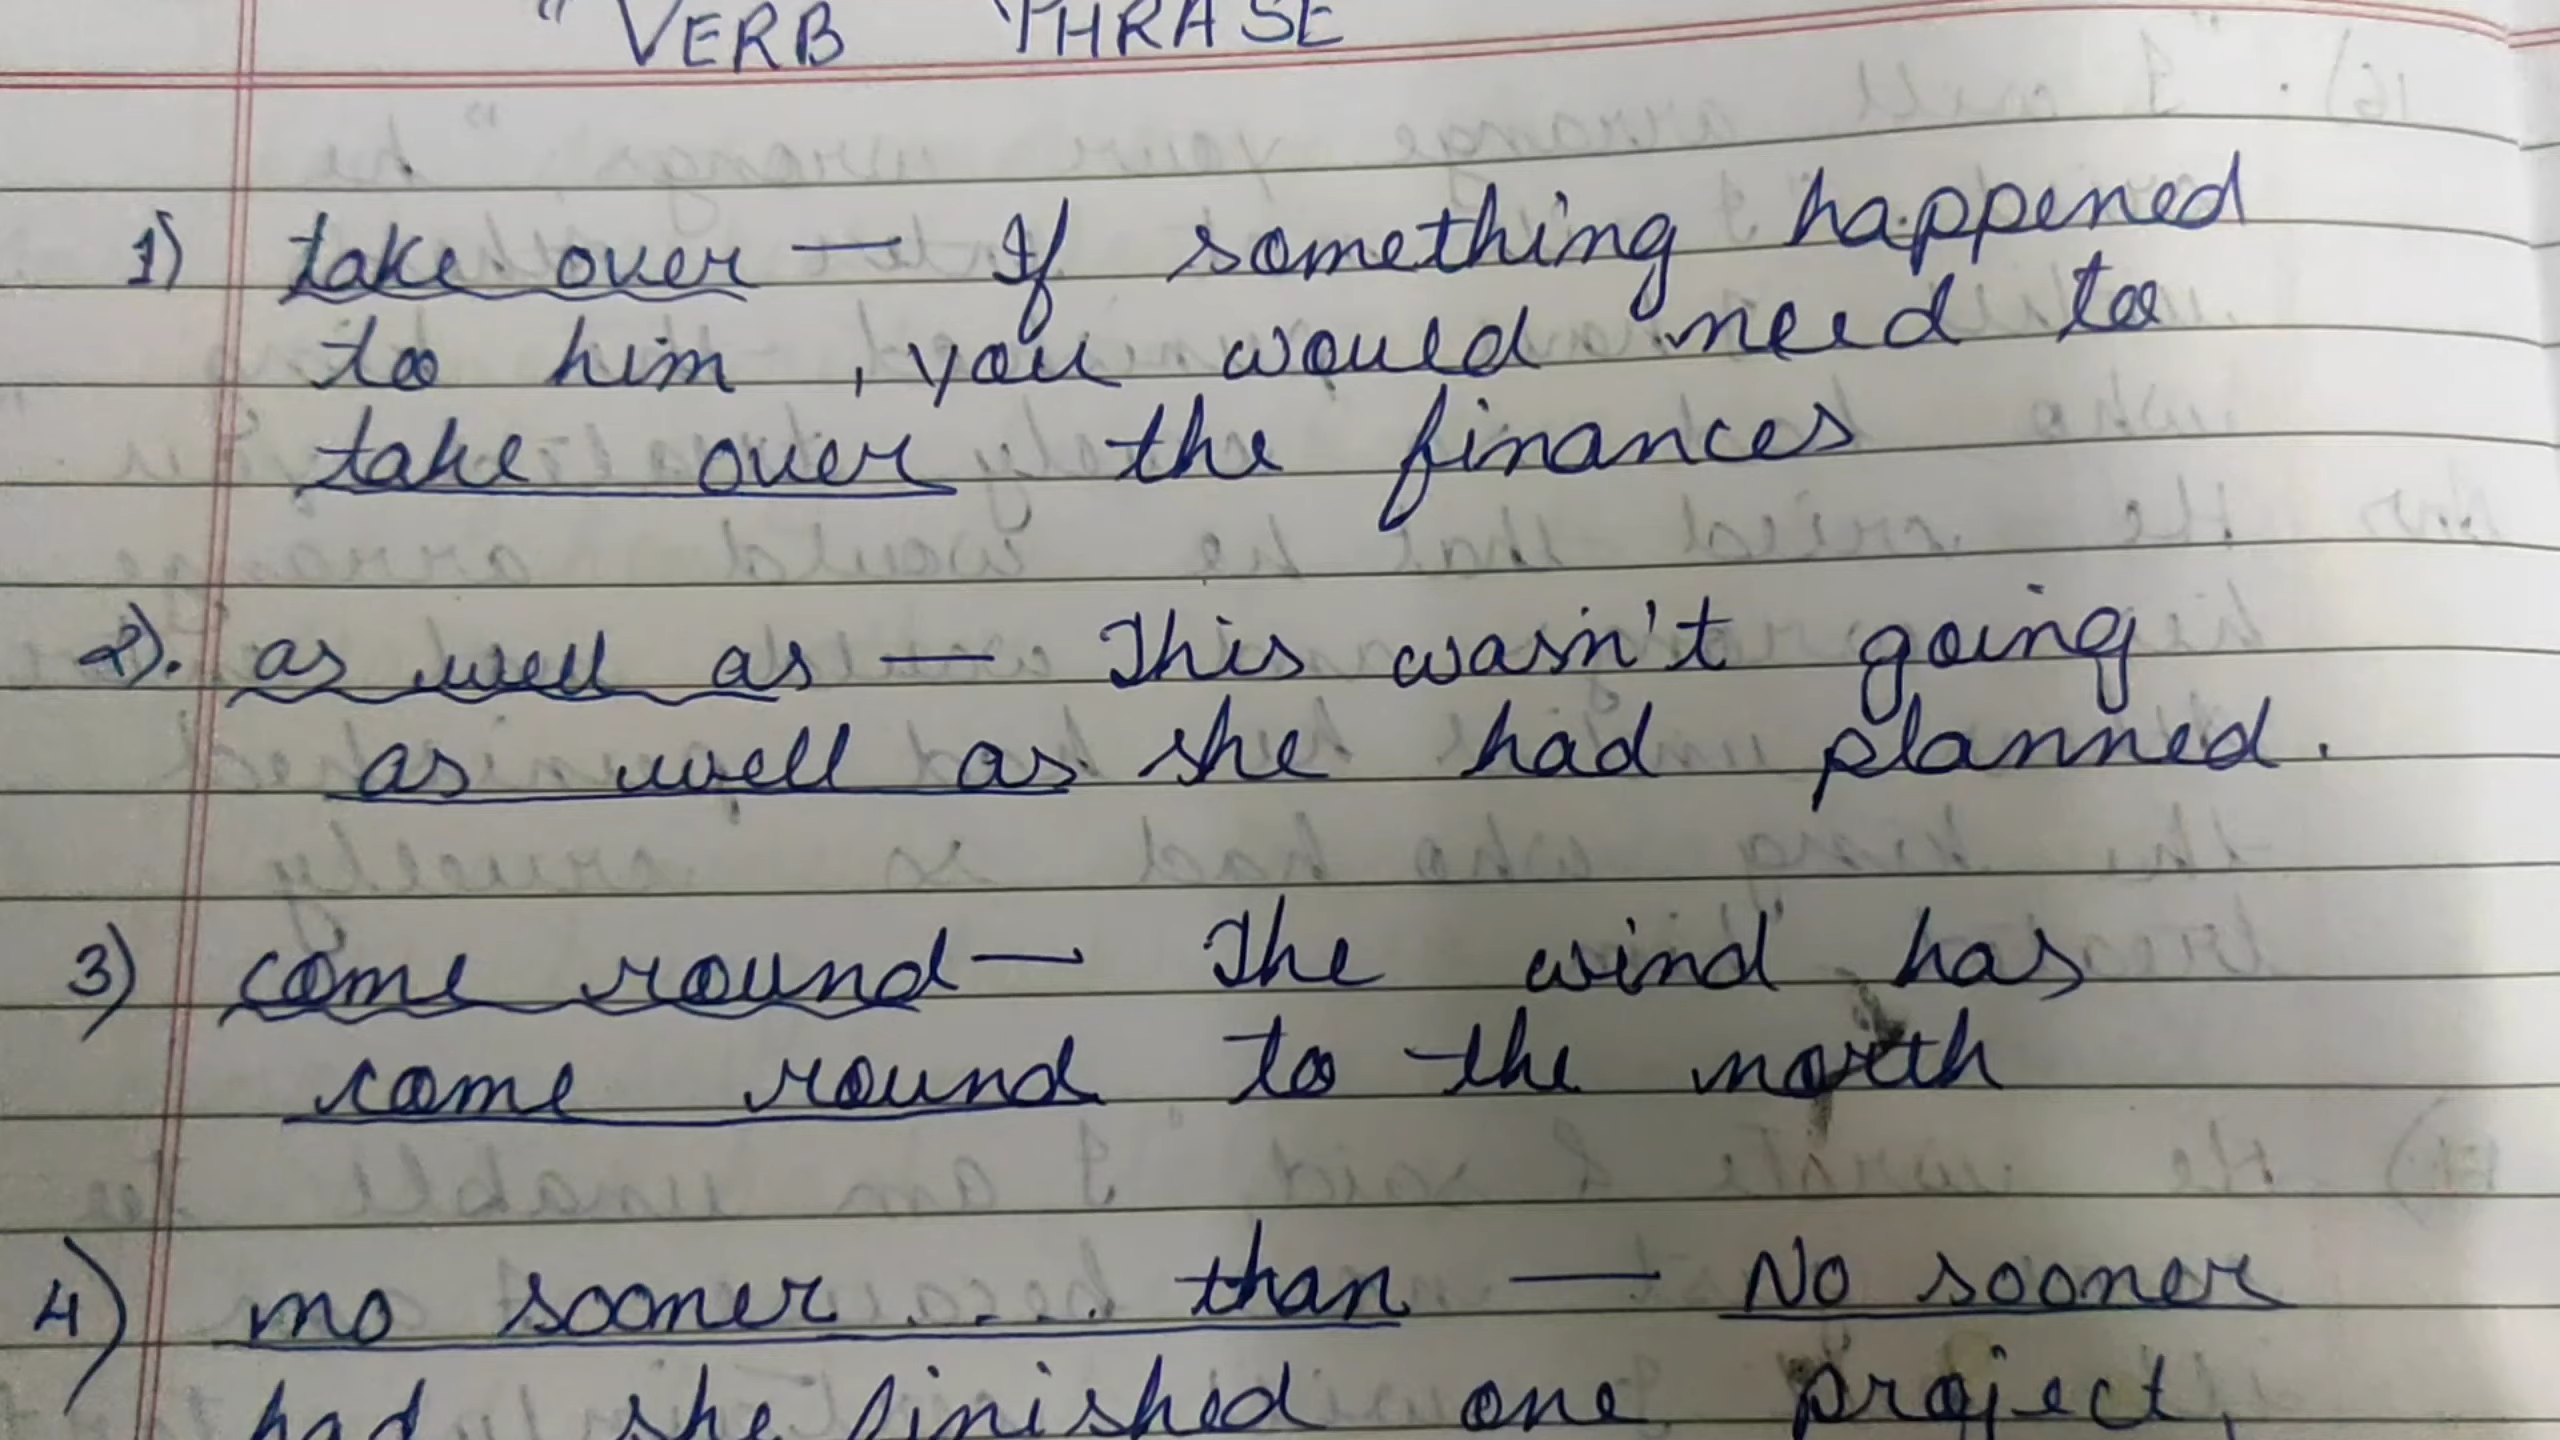 "VERB PHRASE
1) take over — If something happened
to him, you would need to
take over the finances
2). as well as — This wasn't going
as well as she had planned.
3) come round — The wind has
come round to the north
4) no sooner than — No sooner
had she finished one project,